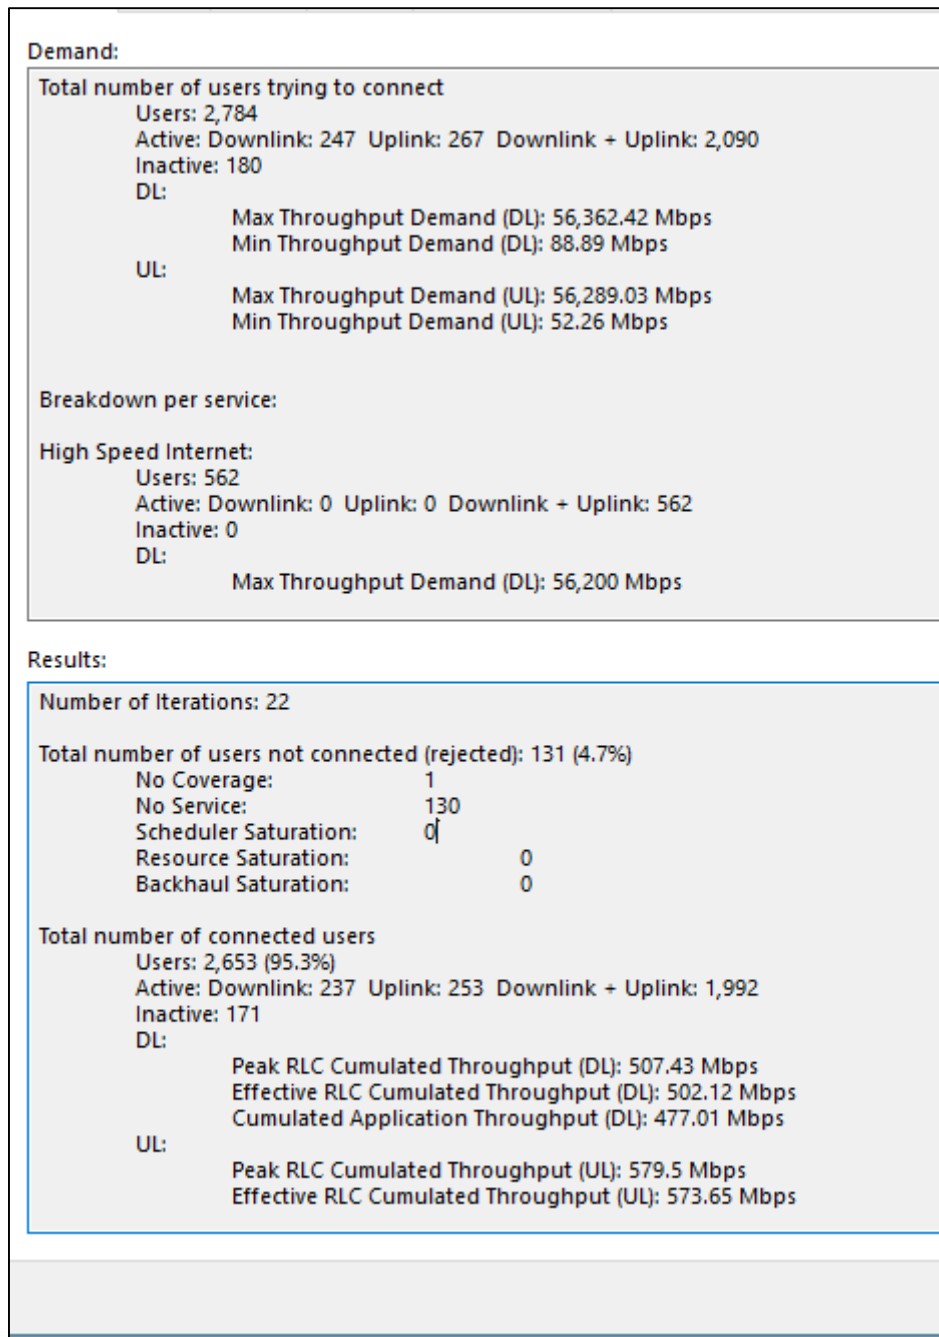 Demand:
Total number of users trying to connect
Users: 2,784
Active: Downlink: 247 Uplink: 267 Downlink + Uplink: 2,090
Inactive: 180
DL:
Max Throughput Demand (DL): 56,362.42 Mbps
Min Throughput Demand (DL): 88.89 Mbps
UL:
Max Throughput Demand (UL): 56,289.03 Mbps
Min Throughput Demand (UL): 52.26 Mbps
Breakdown per service:
High Speed Internet:
Users: 562
Active: Downlink: 0 Uplink: 0 Downlink + Uplink: 562
Inactive: 0
DL:
Max Throughput Demand (DL): 56,200 Mbps
Results:
Number of Iterations: 22
Total number of users not connected (rejected): 131 (4.7%)
No Coverage: 1
No Service: 130
Scheduler Saturation: 0
Resource Saturation: 0
Backhaul Saturation: 0
Total number of connected users
Users: 2,653 (95.3%)
Active: Downlink: 237 Uplink: 253 Downlink + Uplink: 1,992
Inactive: 171
DL:
Peak RLC Cumulated Throughput (DL): 507.43 Mbps
Effective RLC Cumulated Throughput (DL): 502.12 Mbps
Cumulated Application Throughput (DL): 477.01 Mbps
UL:
Peak RLC Cumulated Throughput (UL): 579.5 Mbps
Effective RLC Cumulated Throughput (UL): 573.65 Mbps